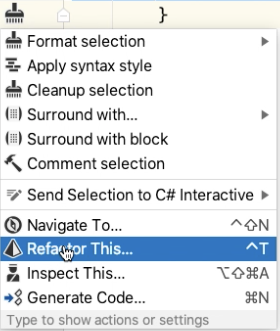 }
Format selection
Apply syntax style
Cleanup selection
Surround with...
Surround with block
Comment selection
Send Selection to C# Interactive
Navigate To... ^⇧N
Refactor This... ^T
Inspect This... ⌥⇧⌘A
Generate Code... ⌘N
Type to show actions or settings